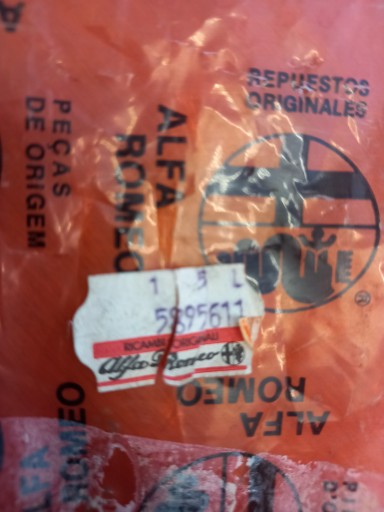 REPUESTOS
ORIGINALES
PEÇAS
DE ORIGEM
ALFA
ROMEO
1 5 L
5895611
RICAMBI ORIGINALI
Alfa Romeo
ALFA
ROMEO
ALFA
ROMEO